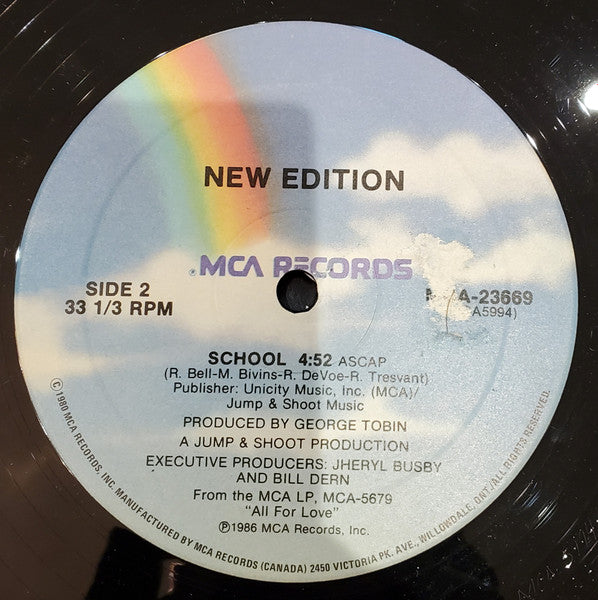 NEW EDITION
MCA RECORDS
SIDE 2
33 1/3 RPM
A-23669
A5994)
SCHOOL 4:52 ASCAP
(R. Bell-M. Bivins-R. DeVoe-R. Tresvant)
Publisher: Unicity Music, Inc. (MCA)/
Jump & Shoot Music
PRODUCED BY GEORGE TOBIN
A JUMP & SHOOT PRODUCTION
EXECUTIVE PRODUCERS: JHERYL BUSBY
AND BILL DERN
From the MCA LP, MCA-5679
"All For Love"
℗1986 MCA Records, Inc.
©1980 MCA RECORDS, INC. MANUFACTURED BY MCA RECORDS (CANADA) 2450 VICTORIA PK. AVE., WILLOWDALE, ONT./ALL RIGHTS RESERVED.